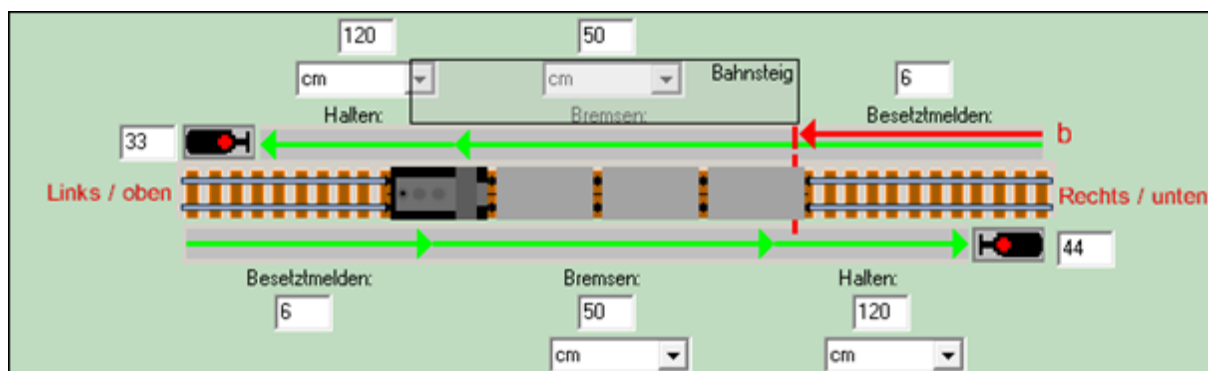 120
50
cm
cm
Bahnsteig
6
Halten:
Bremsen:
Besetztmelden:
33
b
Links / oben
Rechts / unten
44
Besetztmelden:
Bremsen:
Halten:
6
50
120
cm
cm